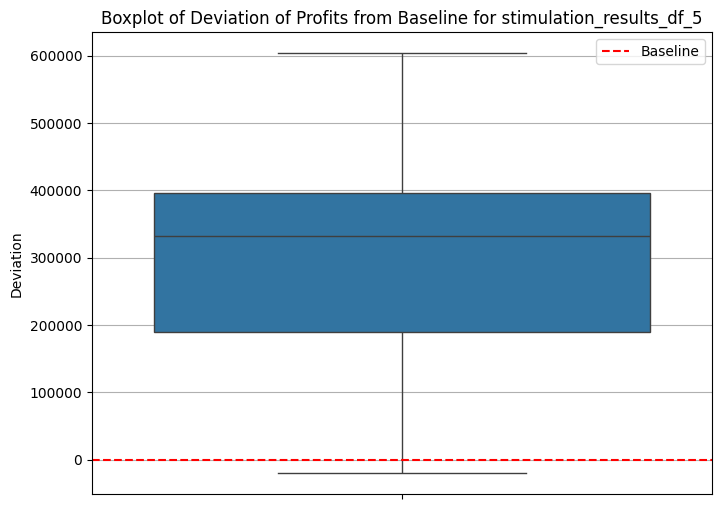 Boxplot of Deviation of Profits from Baseline for stimulation_results_df_5
Baseline
600000
500000
400000
300000
200000
100000
0
Deviation